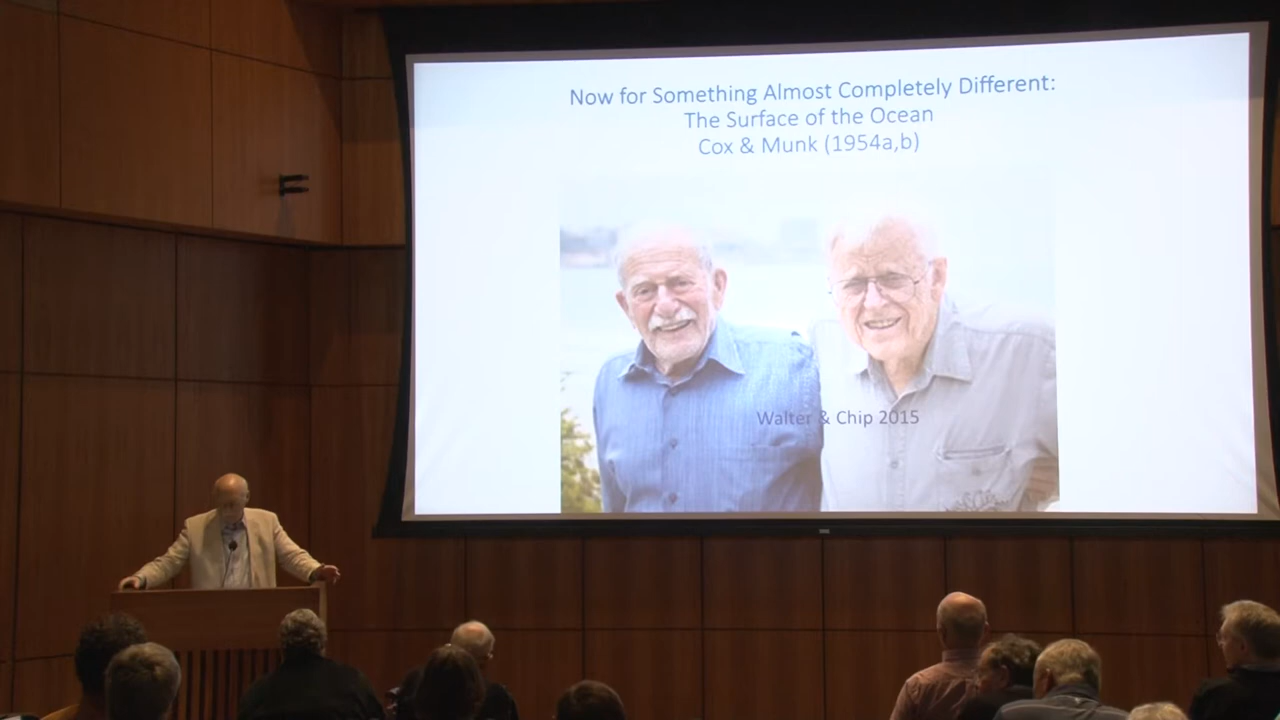 Now for Something Almost Completely Different:
The Surface of the Ocean
Cox & Munk (1954a,b)
Walter & Chip 2015